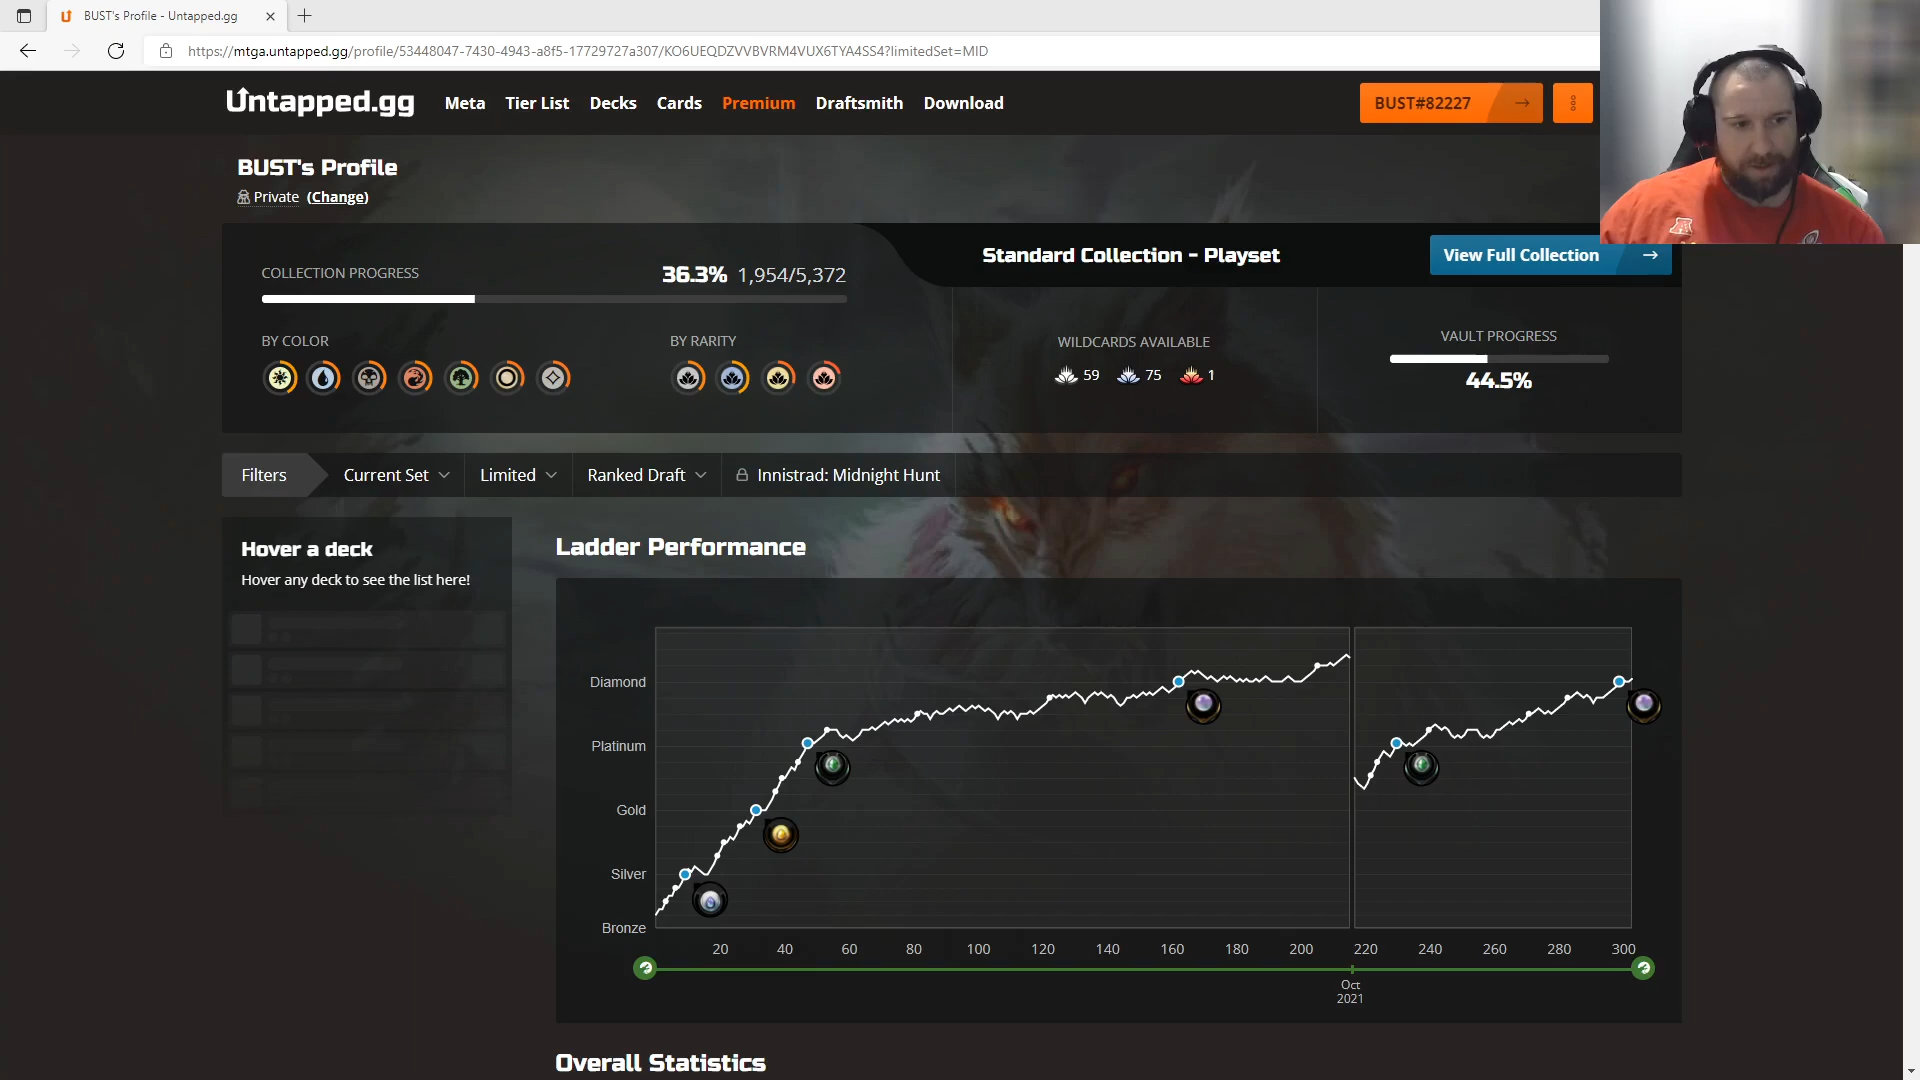 BUST's Profile - Untapped.gg
https://mtga.untapped.gg/profile/53448047-7430-4943-a8f5-17729727a307/KO6UEQDZVVBVRM4VUX6TYA4SS4?limitedSet=MID
Untapped.gg Meta Tier List Decks Cards Premium Draftsmith Download BUST#82227
BUST's Profile
Private (Change)
Standard Collection - Playset View Full Collection
COLLECTION PROGRESS 36.3% 1,954/5,372
BY COLOR BY RARITY WILDCARDS AVAILABLE VAULT PROGRESS
59 75 1
44.5%
Filters Current Set Limited Ranked Draft Innistrad: Midnight Hunt
Hover a deck
Hover any deck to see the list here!
Ladder Performance
Diamond
Platinum
Gold
Silver
Bronze
20 40 60 80 100 120 140 160 180 200 220 240 260 280 300
Oct
2021
Overall Statistics